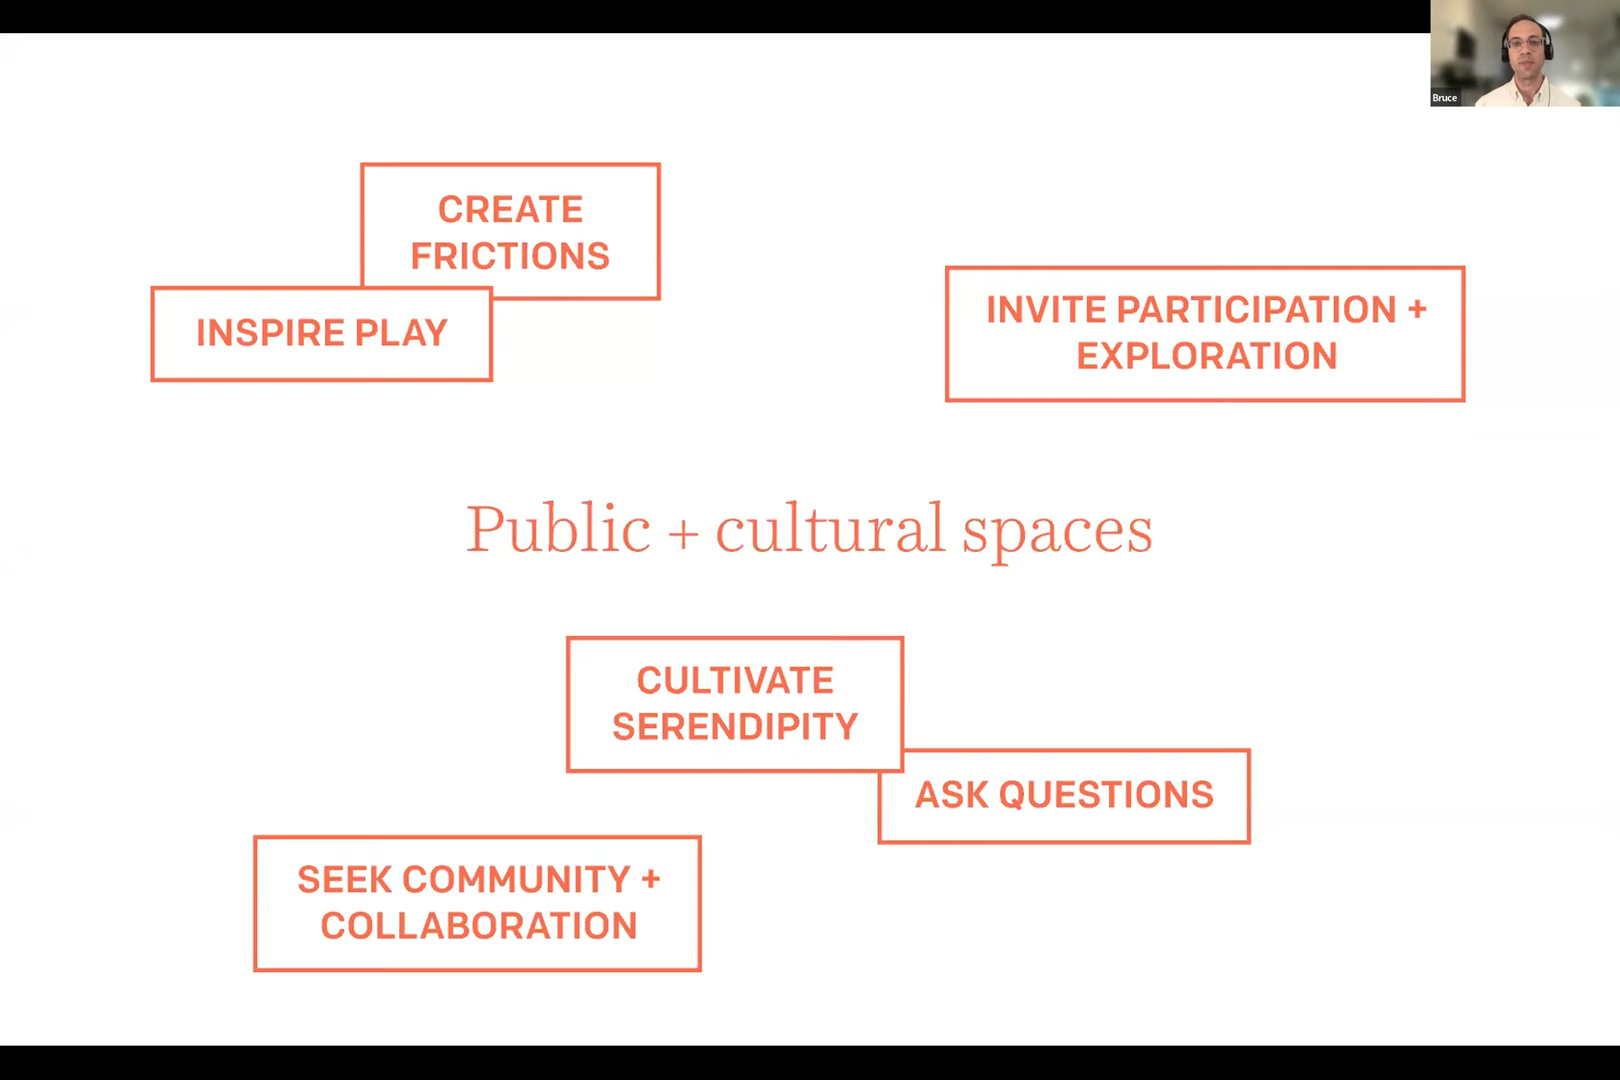 Bruce
CREATE
FRICTIONS
INSPIRE PLAY
INVITE PARTICIPATION +
EXPLORATION
Public + cultural spaces
CULTIVATE
SERENDIPITY
ASK QUESTIONS
SEEK COMMUNITY +
COLLABORATION